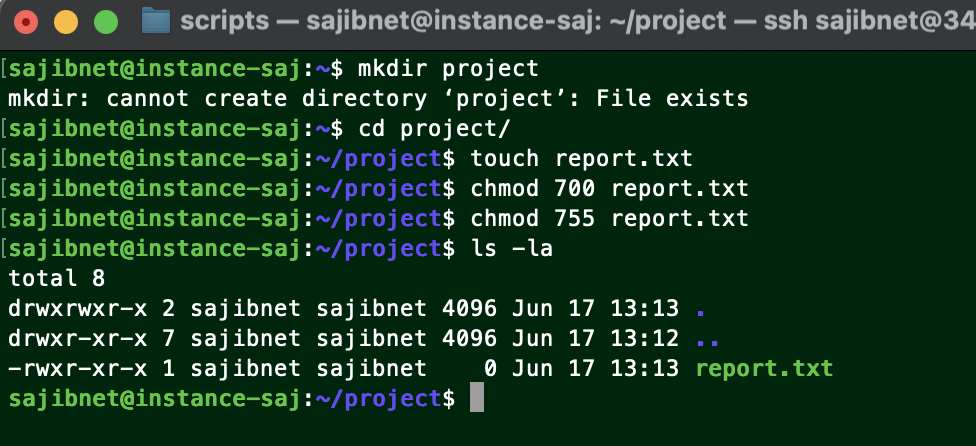 scripts — sajibnet@instance-saj: ~/project — ssh sajibnet@34
[sajibnet@instance-saj:~$ mkdir project
mkdir: cannot create directory ‘project’: File exists
[sajibnet@instance-saj:~$ cd project/
[sajibnet@instance-saj:~/project$ touch report.txt
[sajibnet@instance-saj:~/project$ chmod 700 report.txt
[sajibnet@instance-saj:~/project$ chmod 755 report.txt
[sajibnet@instance-saj:~/project$ ls -la
total 8
drwxrwxr-x 2 sajibnet sajibnet 4096 Jun 17 13:13 .
drwxr-xr-x 7 sajibnet sajibnet 4096 Jun 17 13:12 ..
-rwxr-xr-x 1 sajibnet sajibnet    0 Jun 17 13:13 report.txt
sajibnet@instance-saj:~/project$